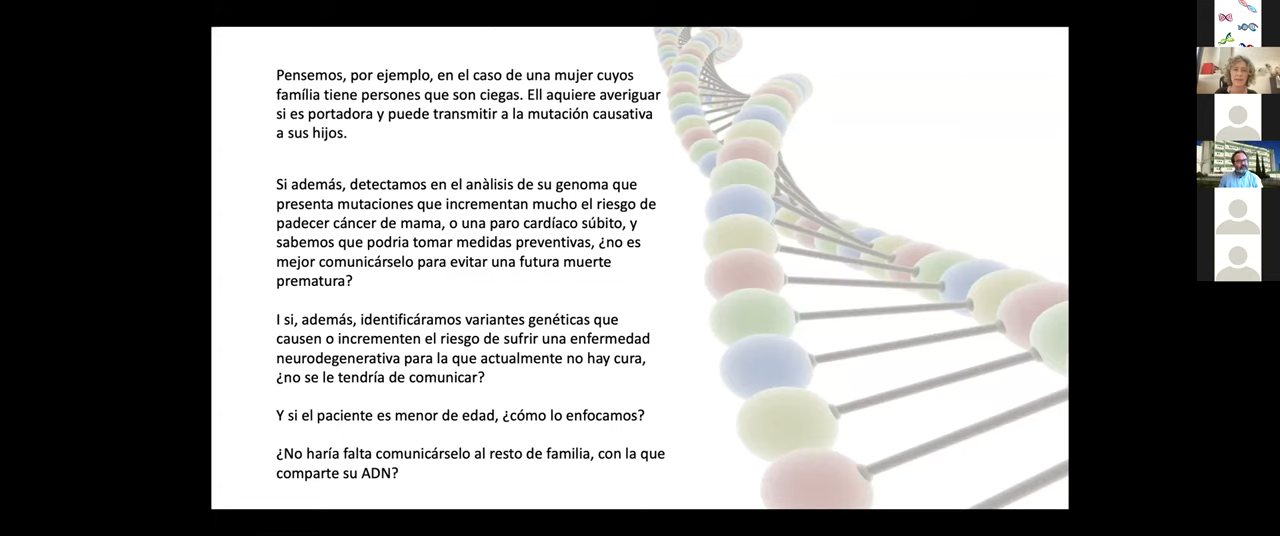 Pensemos, por ejemplo, en el caso de una mujer cuyos
família tiene personas que son ciegas. Ell aquiere averiguar
si es portadora y puede transmitir a la mutación causativa
a sus hijos.
Si además, detectamos en el anàlisis de su genoma que
presenta mutaciones que incrementan mucho el riesgo de
padecer cáncer de mama, o una paro cardíaco súbito, y
sabemos que podria tomar medidas preventivas, ¿no es
mejor comunicárselo para evitar una futura muerte
prematura?
I si, además, identificáramos variantes genéticas que
causen o incrementen el riesgo de sufrir una enfermedad
neurodegenerativa para la que actualmente no hay cura,
¿no se le tendría de comunicar?
Y si el paciente es menor de edad, ¿cómo lo enfocamos?
¿No haría falta comunicárselo al resto de familia, con la que
comparte su ADN?